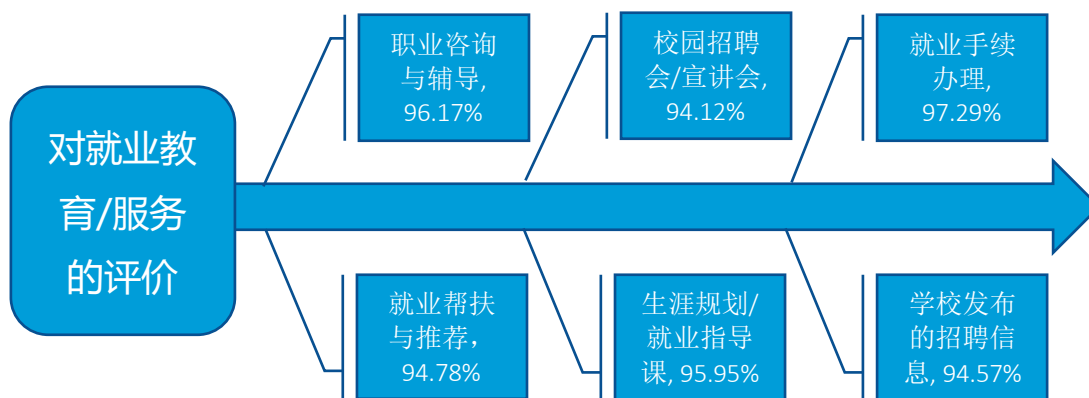 对就业教
育/服务
的评价
职业咨询
与辅导,
96.17%
校园招聘
会/宣讲会,
94.12%
就业手续
办理,
97.29%
就业帮扶
与推荐，
94.78%
生涯规划/
就业指导
课, 95.95%
学校发布
的招聘信
息, 94.57%